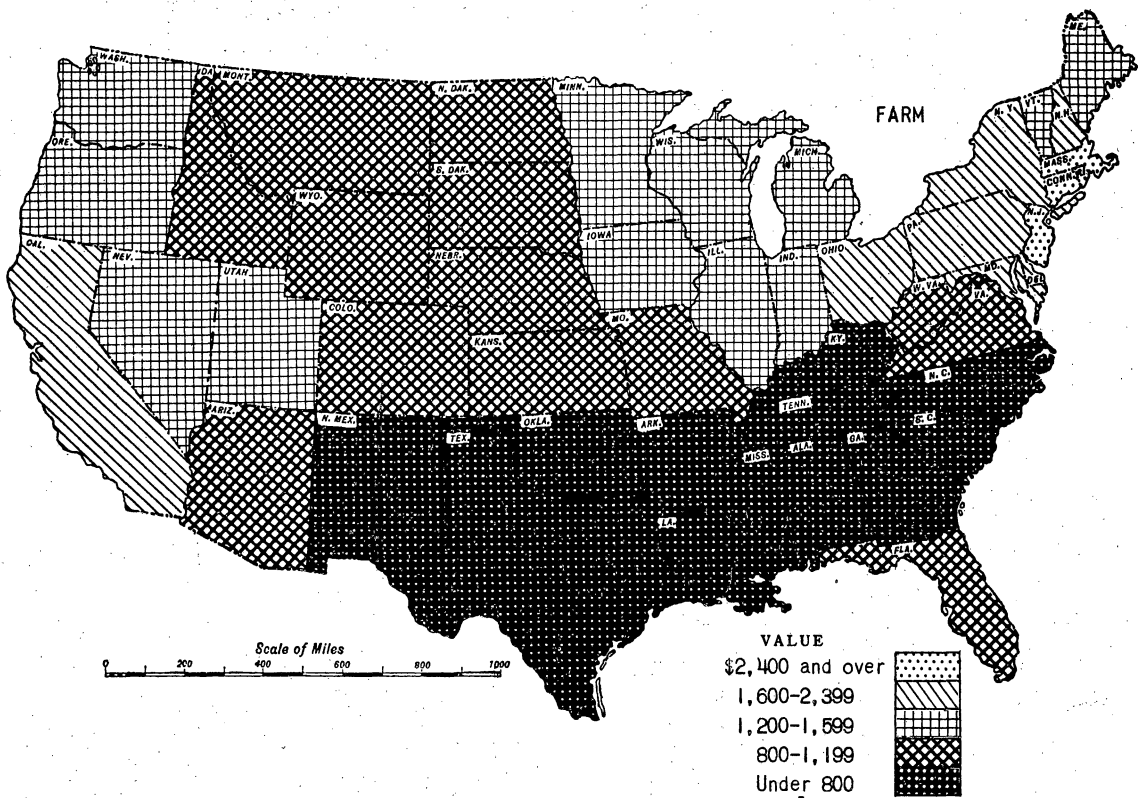 WASH.
IDA.
MONT.
N. DAK.
MINN.
ME.
FARM
N. Y.
VT.
N.H.
ORE.
WIS.
MICH.
MASS.
CONN.
S. DAK.
WYO.
N.J.
PA.
IOWA
CAL.
NEV.
UTAH
NEBR.
ILL.
IND.
OHIO
MD.
DEL.
W. VA.
VA.
COLO.
MO.
KANS.
KY.
N. C.
ARIZ.
N. MEX.
TEX.
OKLA.
ARK.
TENN.
S. C.
MISS.
ALA.
GA.
LA.
FLA.
Scale of Miles
0 200 400 600 800 1000
VALUE
$2,400 and over
1,600-2,399
1,200-1,599
800-1,199
Under 800